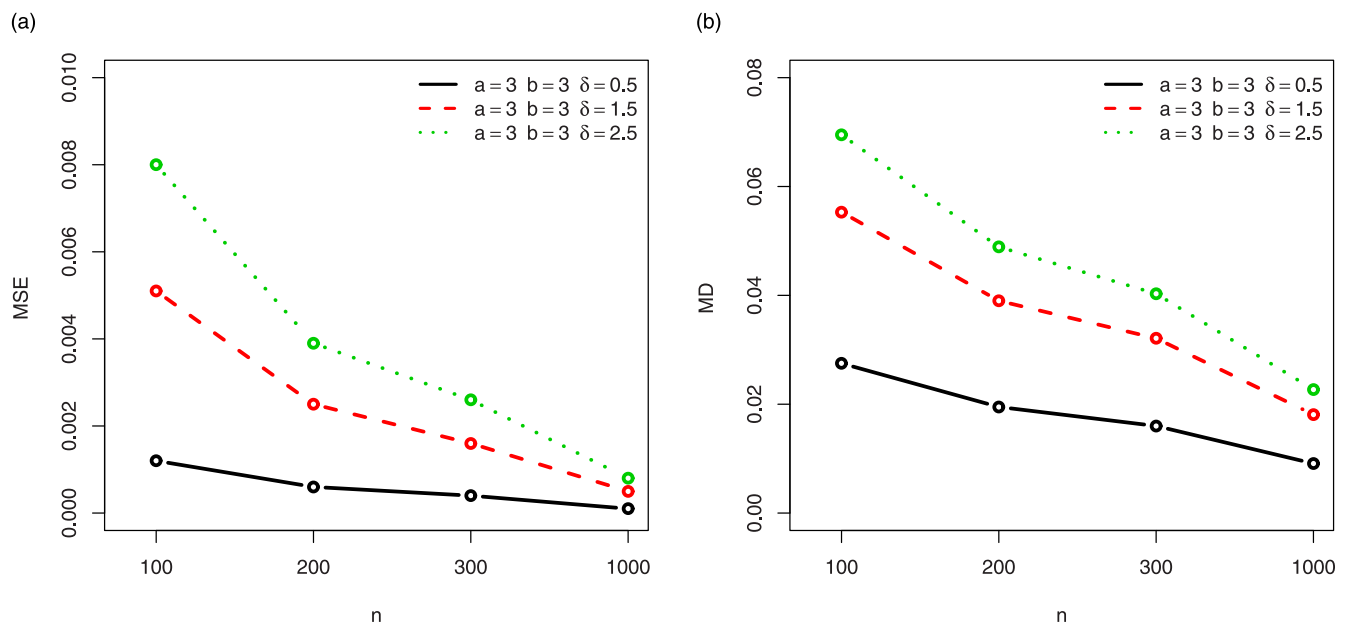 (a)
MSE
0.010
0.008
0.006
0.004
0.002
0.000
a = 3 b = 3 δ = 0.5
a = 3 b = 3 δ = 1.5
a = 3 b = 3 δ = 2.5
100 200 300 1000
n
(b)
MD
0.08
0.06
0.04
0.02
0.00
a = 3 b = 3 δ = 0.5
a = 3 b = 3 δ = 1.5
a = 3 b = 3 δ = 2.5
100 200 300 1000
n